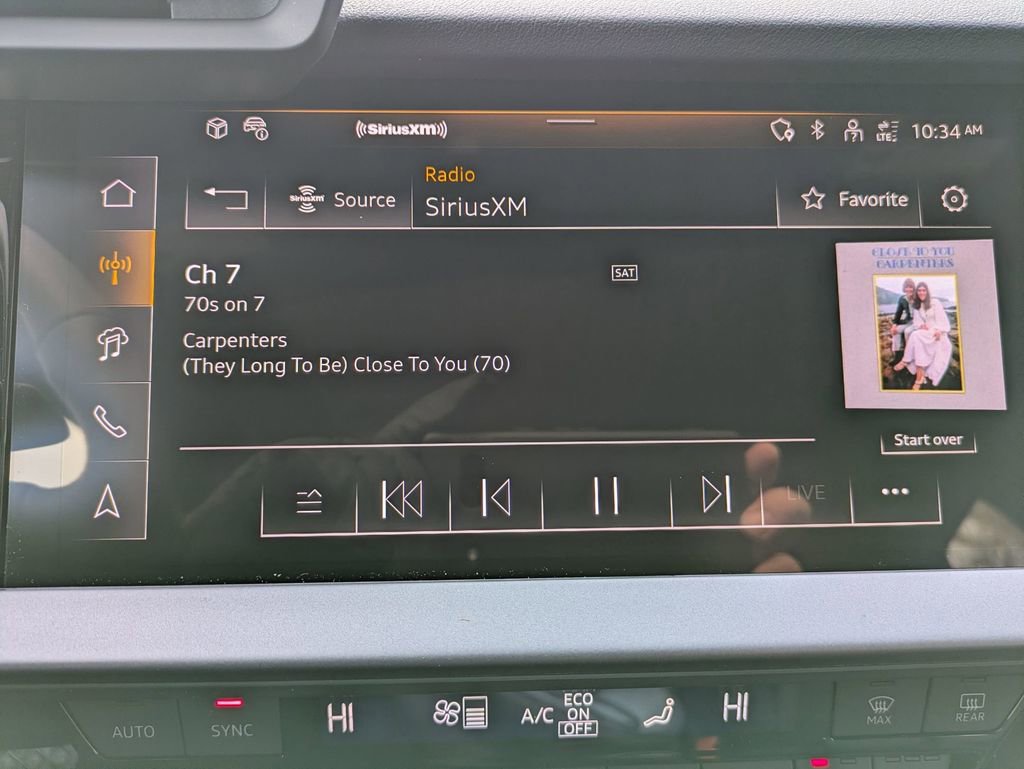 SiriusXM
LTE
10:34 AM
SiriusXM
Source
Radio
SiriusXM
Favorite
Ch 7
SAT
70s on 7
Carpenters
(They Long To Be) Close To You (70)
CLOSE TO YOU
CARPENTERS
Start over
LIVE
AUTO
SYNC
HI
A/C
ECO
ON
OFF
HI
MAX
REAR